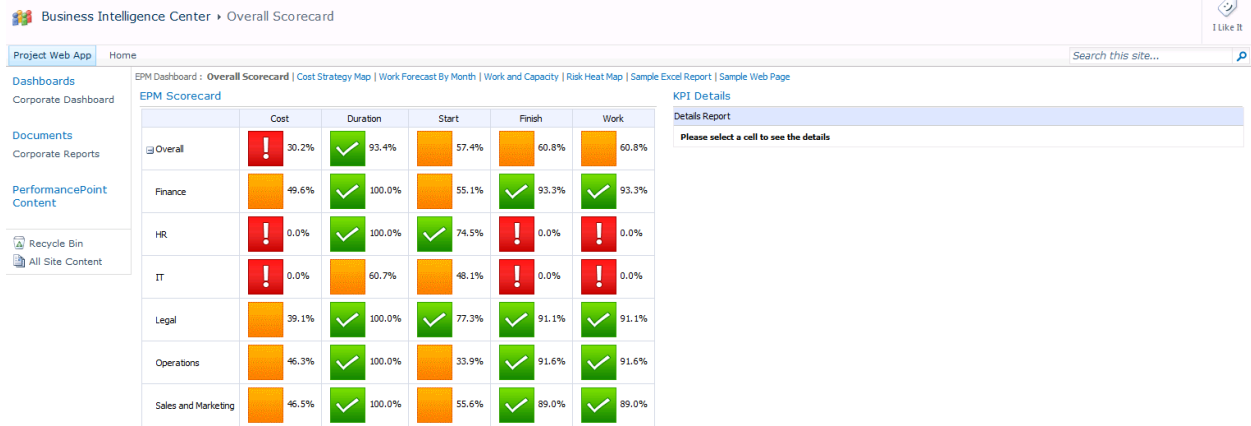 Business Intelligence Center ▸ Overall Scorecard
I Like It
Project Web App Home
Search this site...
Dashboards
Corporate Dashboard
Documents
Corporate Reports
PerformancePoint
Content
Recycle Bin
All Site Content
EPM Dashboard : Overall Scorecard | Cost Strategy Map | Work Forecast By Month | Work and Capacity | Risk Heat Map | Sample Excel Report | Sample Web Page
EPM Scorecard
Cost Duration Start Finish Work
Overall 30.2% 93.4% 57.4% 60.8% 60.8%
Finance 49.6% 100.0% 55.1% 93.3% 93.3%
HR 0.0% 100.0% 74.5% 0.0% 0.0%
IT 0.0% 60.7% 48.1% 0.0% 0.0%
Legal 39.1% 100.0% 77.3% 91.1% 91.1%
Operations 46.3% 100.0% 33.9% 91.6% 91.6%
Sales and Marketing 46.5% 100.0% 55.6% 89.0% 89.0%
KPI Details
Details Report
Please select a cell to see the details